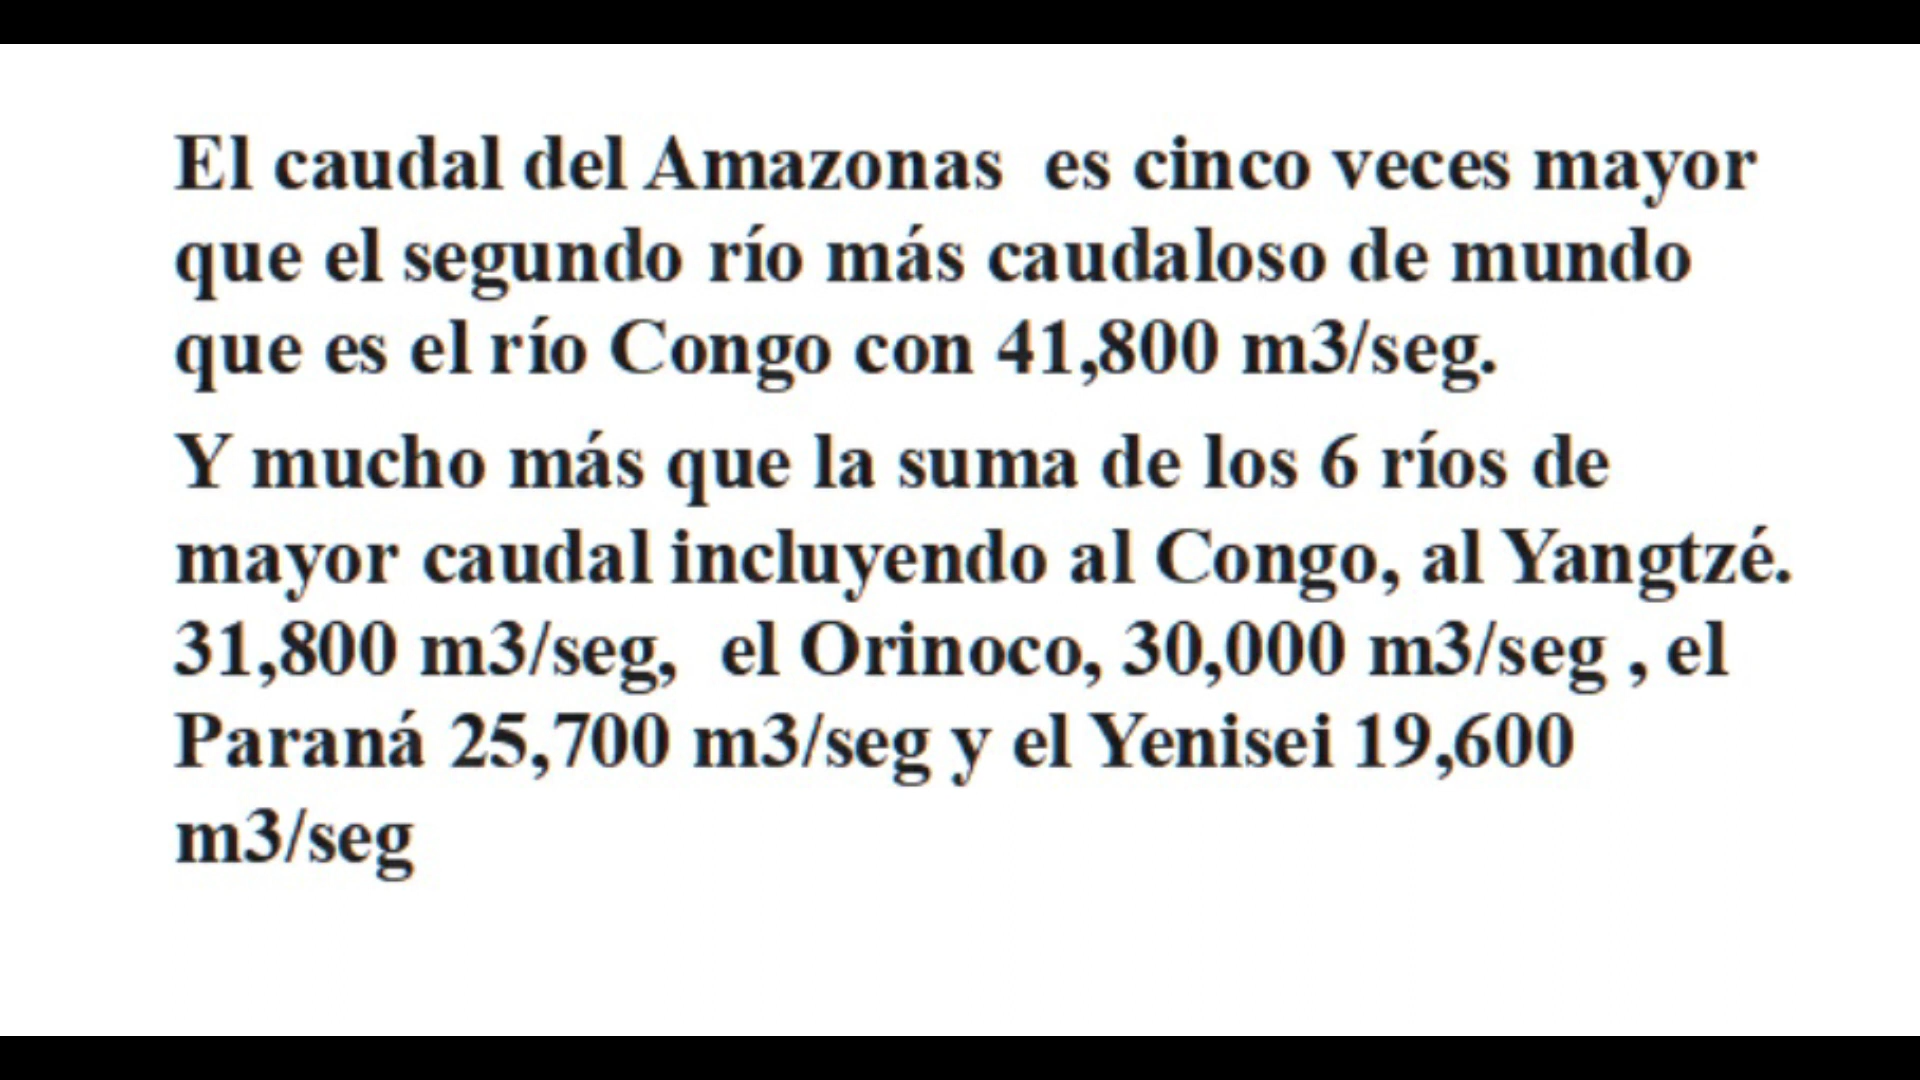 El caudal del Amazonas  es cinco veces mayor
que el segundo río más caudaloso de mundo
que es el río Congo con 41,800 m3/seg.
Y mucho más que la suma de los 6 ríos de
mayor caudal incluyendo al Congo, al Yangtzé.
31,800 m3/seg,  el Orinoco, 30,000 m3/seg , el
Paraná 25,700 m3/seg y el Yenisei 19,600
m3/seg